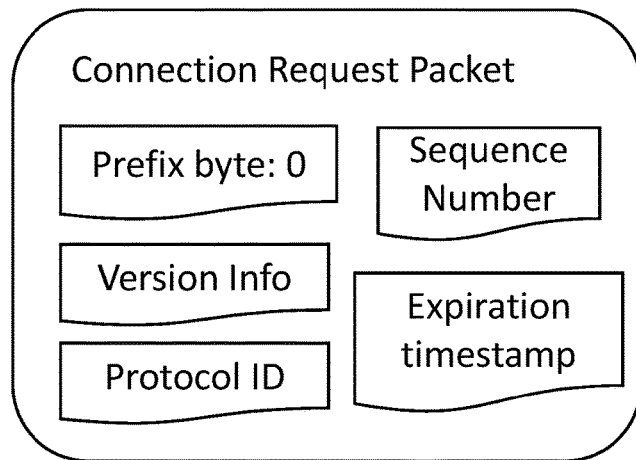 Connection Request Packet
Prefix byte: 0
Version Info
Protocol ID
Sequence
Number
Expiration
timestamp